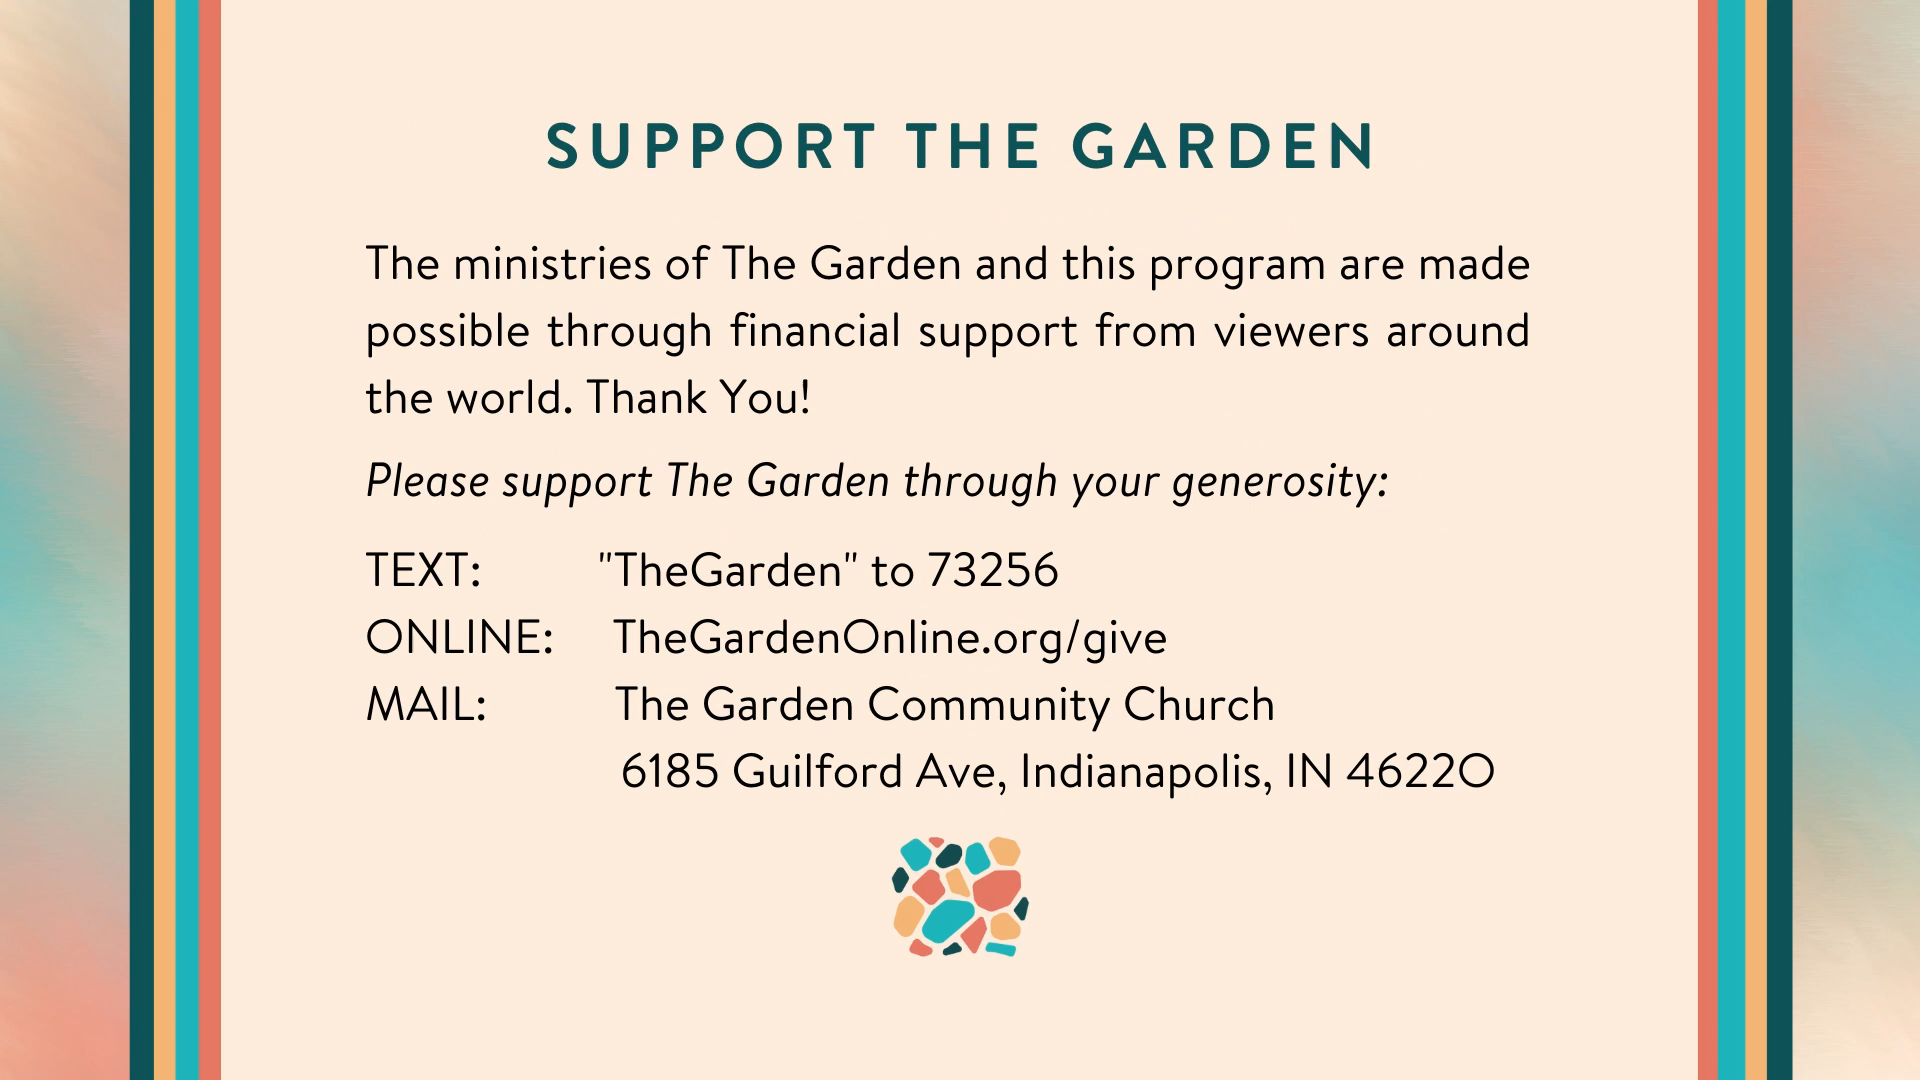 SUPPORT THE GARDEN
The ministries of The Garden and this program are made
possible through financial support from viewers around
the world. Thank You!
Please support The Garden through your generosity:
TEXT: "TheGarden" to 73256
ONLINE: TheGardenOnline.org/give
MAIL: The Garden Community Church
6185 Guilford Ave, Indianapolis, IN 46220